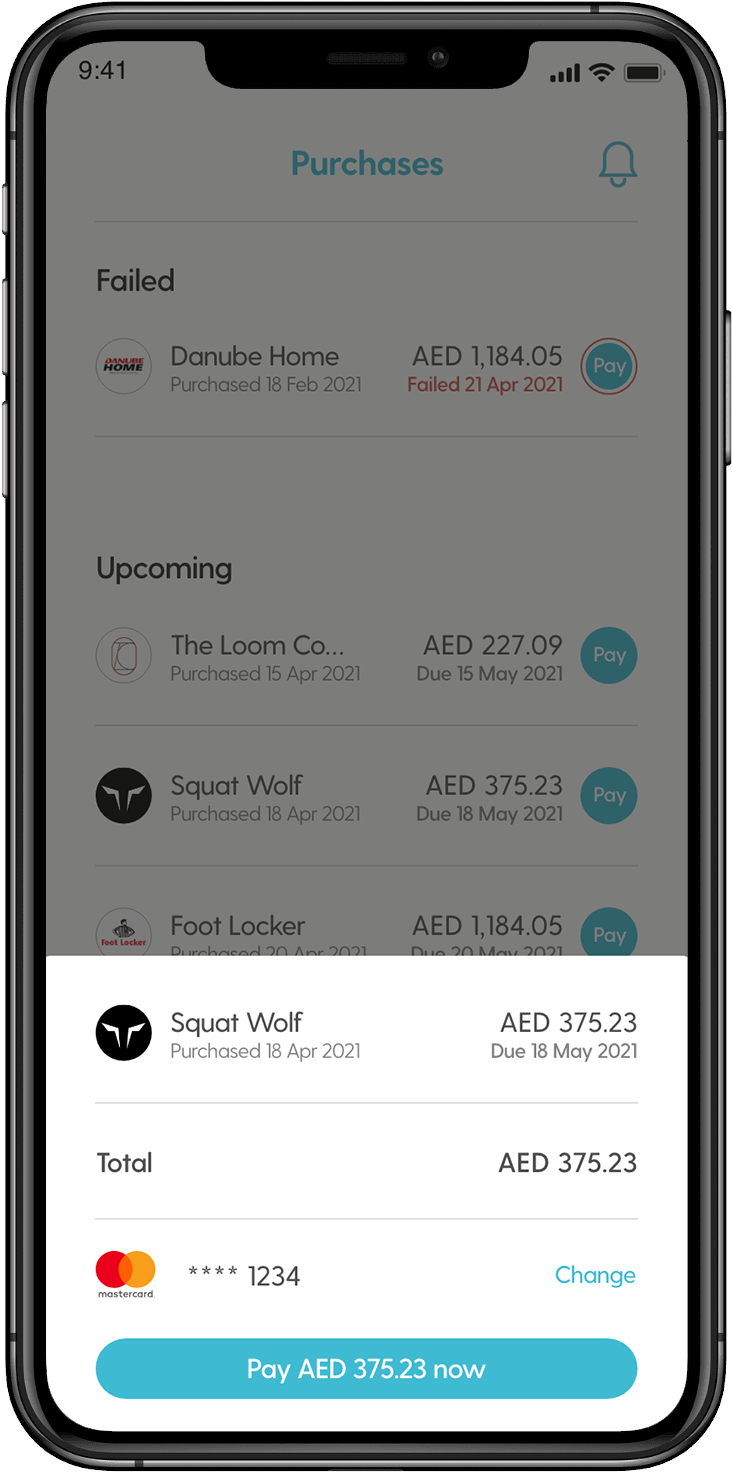 9:41
Purchases
Failed
DANUBE
HOME
Danube Home
AED 1,184.05
Pay
Purchased 18 Feb 2021
Failed 21 Apr 2021
Upcoming
The Loom Co...
AED 227.09
Pay
Purchased 15 Apr 2021
Due 15 May 2021
Squat Wolf
AED 375.23
Pay
Purchased 18 Apr 2021
Due 18 May 2021
Foot Locker
Foot Locker
AED 1,184.05
Pay
Purchased 20 Apr 2021
Due 20 May 2021
Squat Wolf
AED 375.23
Purchased 18 Apr 2021
Due 18 May 2021
Total
AED 375.23
mastercard.
**** 1234
Change
Pay AED 375.23 now